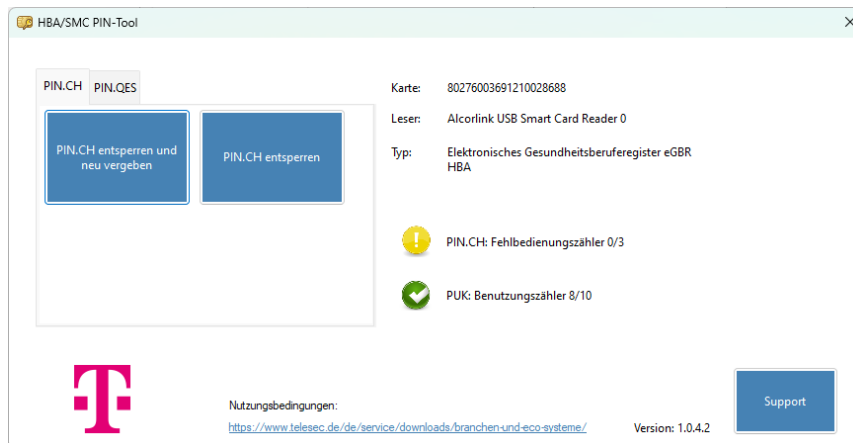 HBA/SMC PIN-Tool
PIN.CH PIN.QES
PIN.CH entsperren und
neu vergeben
PIN.CH entsperren
Karte: 80276003691210028688
Leser: Alcorlink USB Smart Card Reader 0
Typ: Elektronisches Gesundheitsberuferegister eGBR
HBA
PIN.CH: Fehlbedienungszähler 0/3
PUK: Benutzungszähler 8/10
T
Nutzungsbedingungen:
https://www.telesec.de/de/service/downloads/branchen-und-eco-systeme/
Version: 1.0.4.2
Support